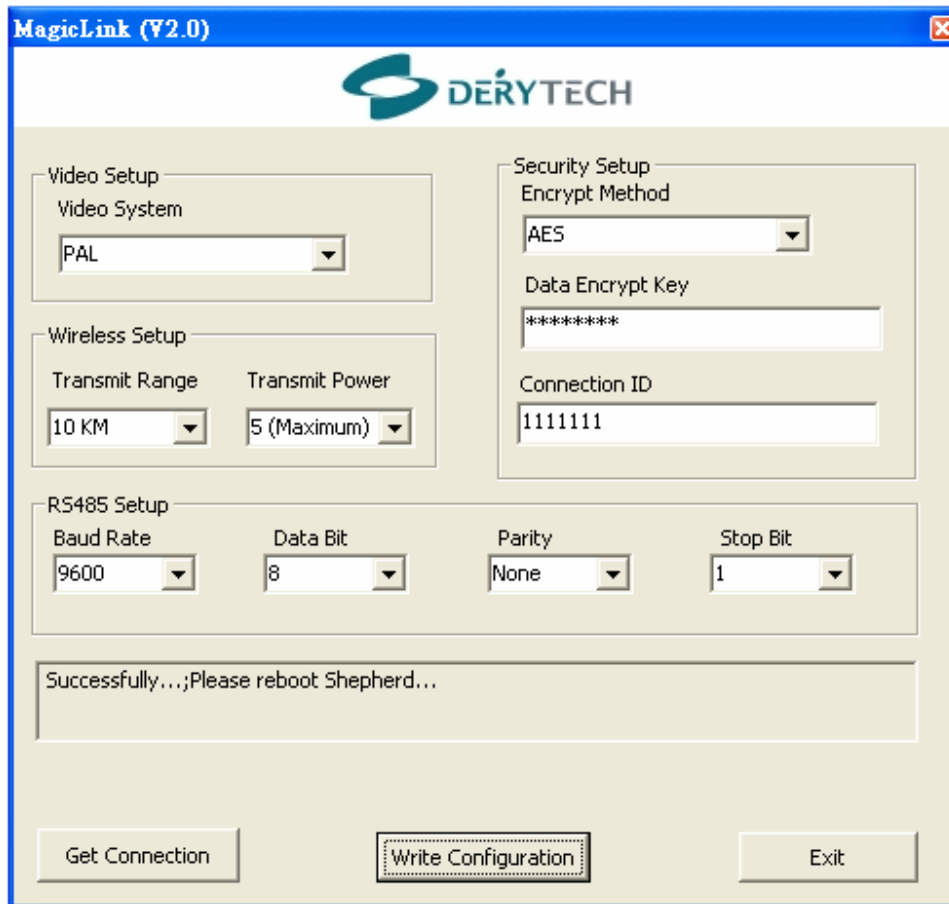 MagicLink (V2.0)
DERYTECH
Video Setup
Video System
PAL
Security Setup
Encrypt Method
AES
Data Encrypt Key
********
Connection ID
1111111
Wireless Setup
Transmit Range
Transmit Power
10 KM
5 (Maximum)
RS485 Setup
Baud Rate
Data Bit
Parity
Stop Bit
9600
8
None
1
Successfully...;Please reboot Shepherd...
Get Connection
Write Configuration
Exit